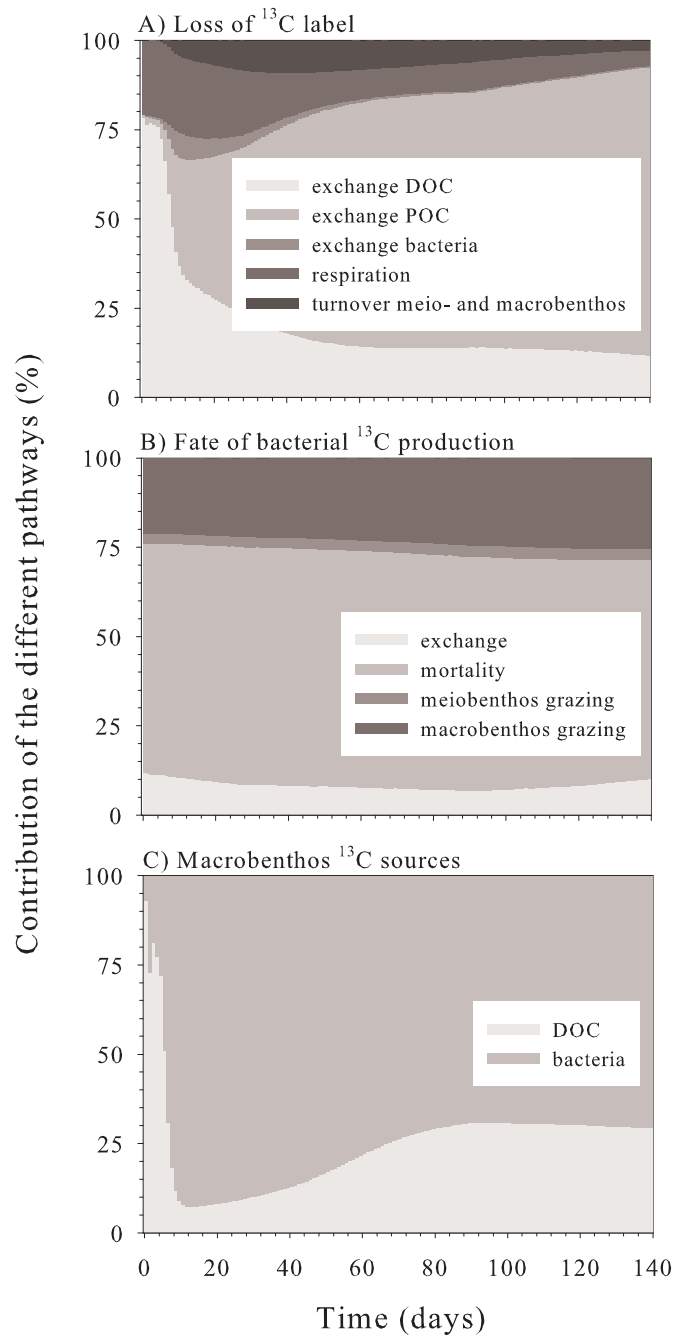 A) Loss of ¹³C label
100
75
50
25
0
exchange DOC
exchange POC
exchange bacteria
respiration
turnover meio- and macrobenthos
Contribution of the different pathways (%)
B) Fate of bacterial ¹³C production
100
75
50
25
0
exchange
mortality
meiobenthos grazing
macrobenthos grazing
C) Macrobenthos ¹³C sources
100
75
50
25
0
DOC
bacteria
0 20 40 60 80 100 120 140
Time (days)